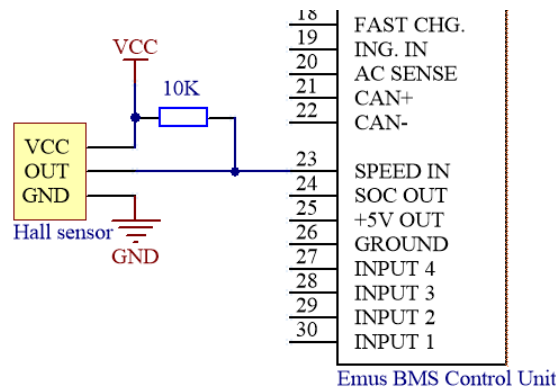 VCC
10K
VCC
OUT
GND
Hall sensor
GND
18 FAST CHG.
19 ING. IN
20 AC SENSE
21 CAN+
22 CAN-
23 SPEED IN
24 SOC OUT
25 +5V OUT
26 GROUND
27 INPUT 4
28 INPUT 3
29 INPUT 2
30 INPUT 1
Emus BMS Control Unit